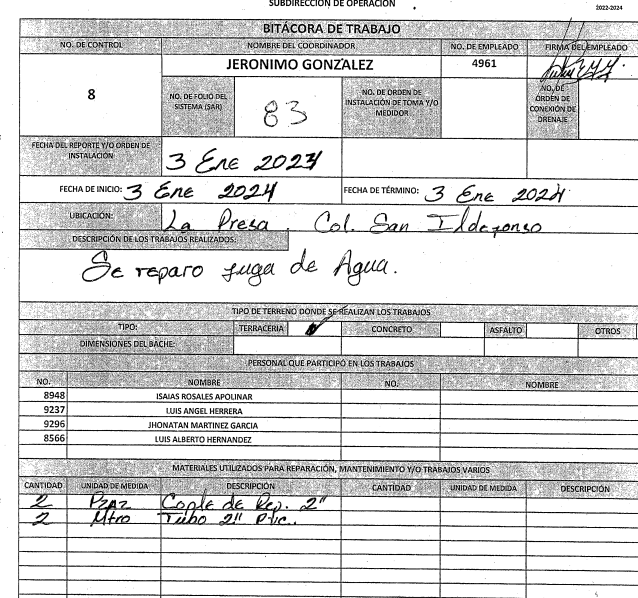 SUBDIRECCION DE OPERACIÓN
2022-2024
BITÁCORA DE TRABAJO
NO. DE CONTROL NOMBRE DEL COORDINADOR NO. DE EMPLEADO FIRMA DEL EMPLEADO
JERONIMO GONZALEZ 4961
8 NO. DE FOLIO DEL SISTEMA (SAR) 83 NO. DE ORDEN DE INSTALACIÓN DE TOMA Y/O MEDIDOR NO. DE ORDEN DE CONEXIÓN DE DRENAJE
FECHA DEL REPORTE Y/O ORDEN DE INSTALACIÓN 3 Ene 2024
FECHA DE INICIO: 3 Ene 2024 FECHA DE TÉRMINO: 3 Ene 2024
UBICACIÓN: La Presa. Col. San Ildefonso
DESCRIPCIÓN DE LOS TRABAJOS REALIZADOS:
Se reparo fuga de Agua.
TIPO DE TERRENO DONDE SE REALIZAN LOS TRABAJOS
TIPO: TERRACERIA CONCRETO ASFALTO OTROS
DIMENSIONES DEL BACHE:
PERSONAL QUE PARTICIPÓ EN LOS TRABAJOS
NO. NOMBRE NO. NOMBRE
8948 ISAIAS ROSALES APOLINAR
9237 LUIS ANGEL HERRERA
9296 JHONATAN MARTINEZ GARCIA
8566 LUIS ALBERTO HERNANDEZ
MATERIALES UTILIZADOS PARA REPARACIÓN, MANTENIMIENTO Y/O TRABAJOS VARIOS
CANTIDAD UNIDAD DE MEDIDA DESCRIPCIÓN CANTIDAD UNIDAD DE MEDIDA DESCRIPCIÓN
2 Pzaz Cople de Rep. 2"
2 Mtro Tubo 2"